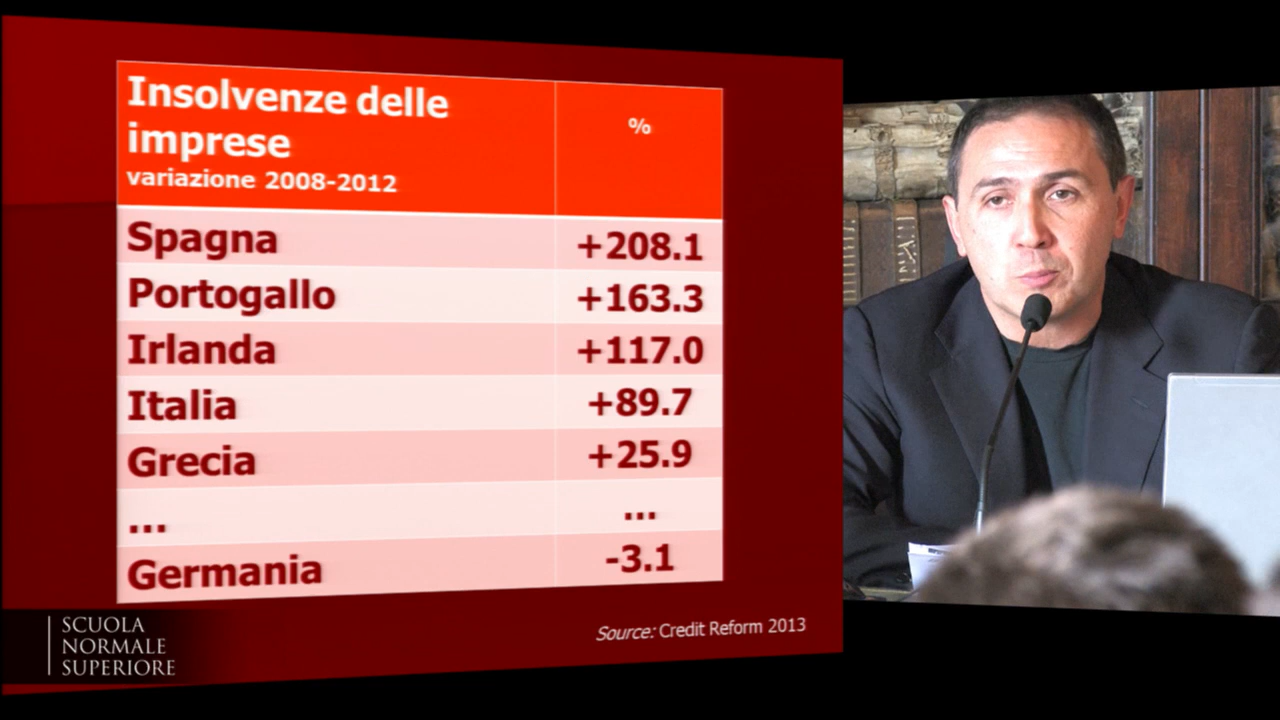 Insolvenze delle
imprese
variazione 2008-2012
%
Spagna +208.1
Portogallo +163.3
Irlanda +117.0
Italia +89.7
Grecia +25.9
... ...
Germania -3.1
Source: Credit Reform 2013
SCUOLA
NORMALE
SUPERIORE